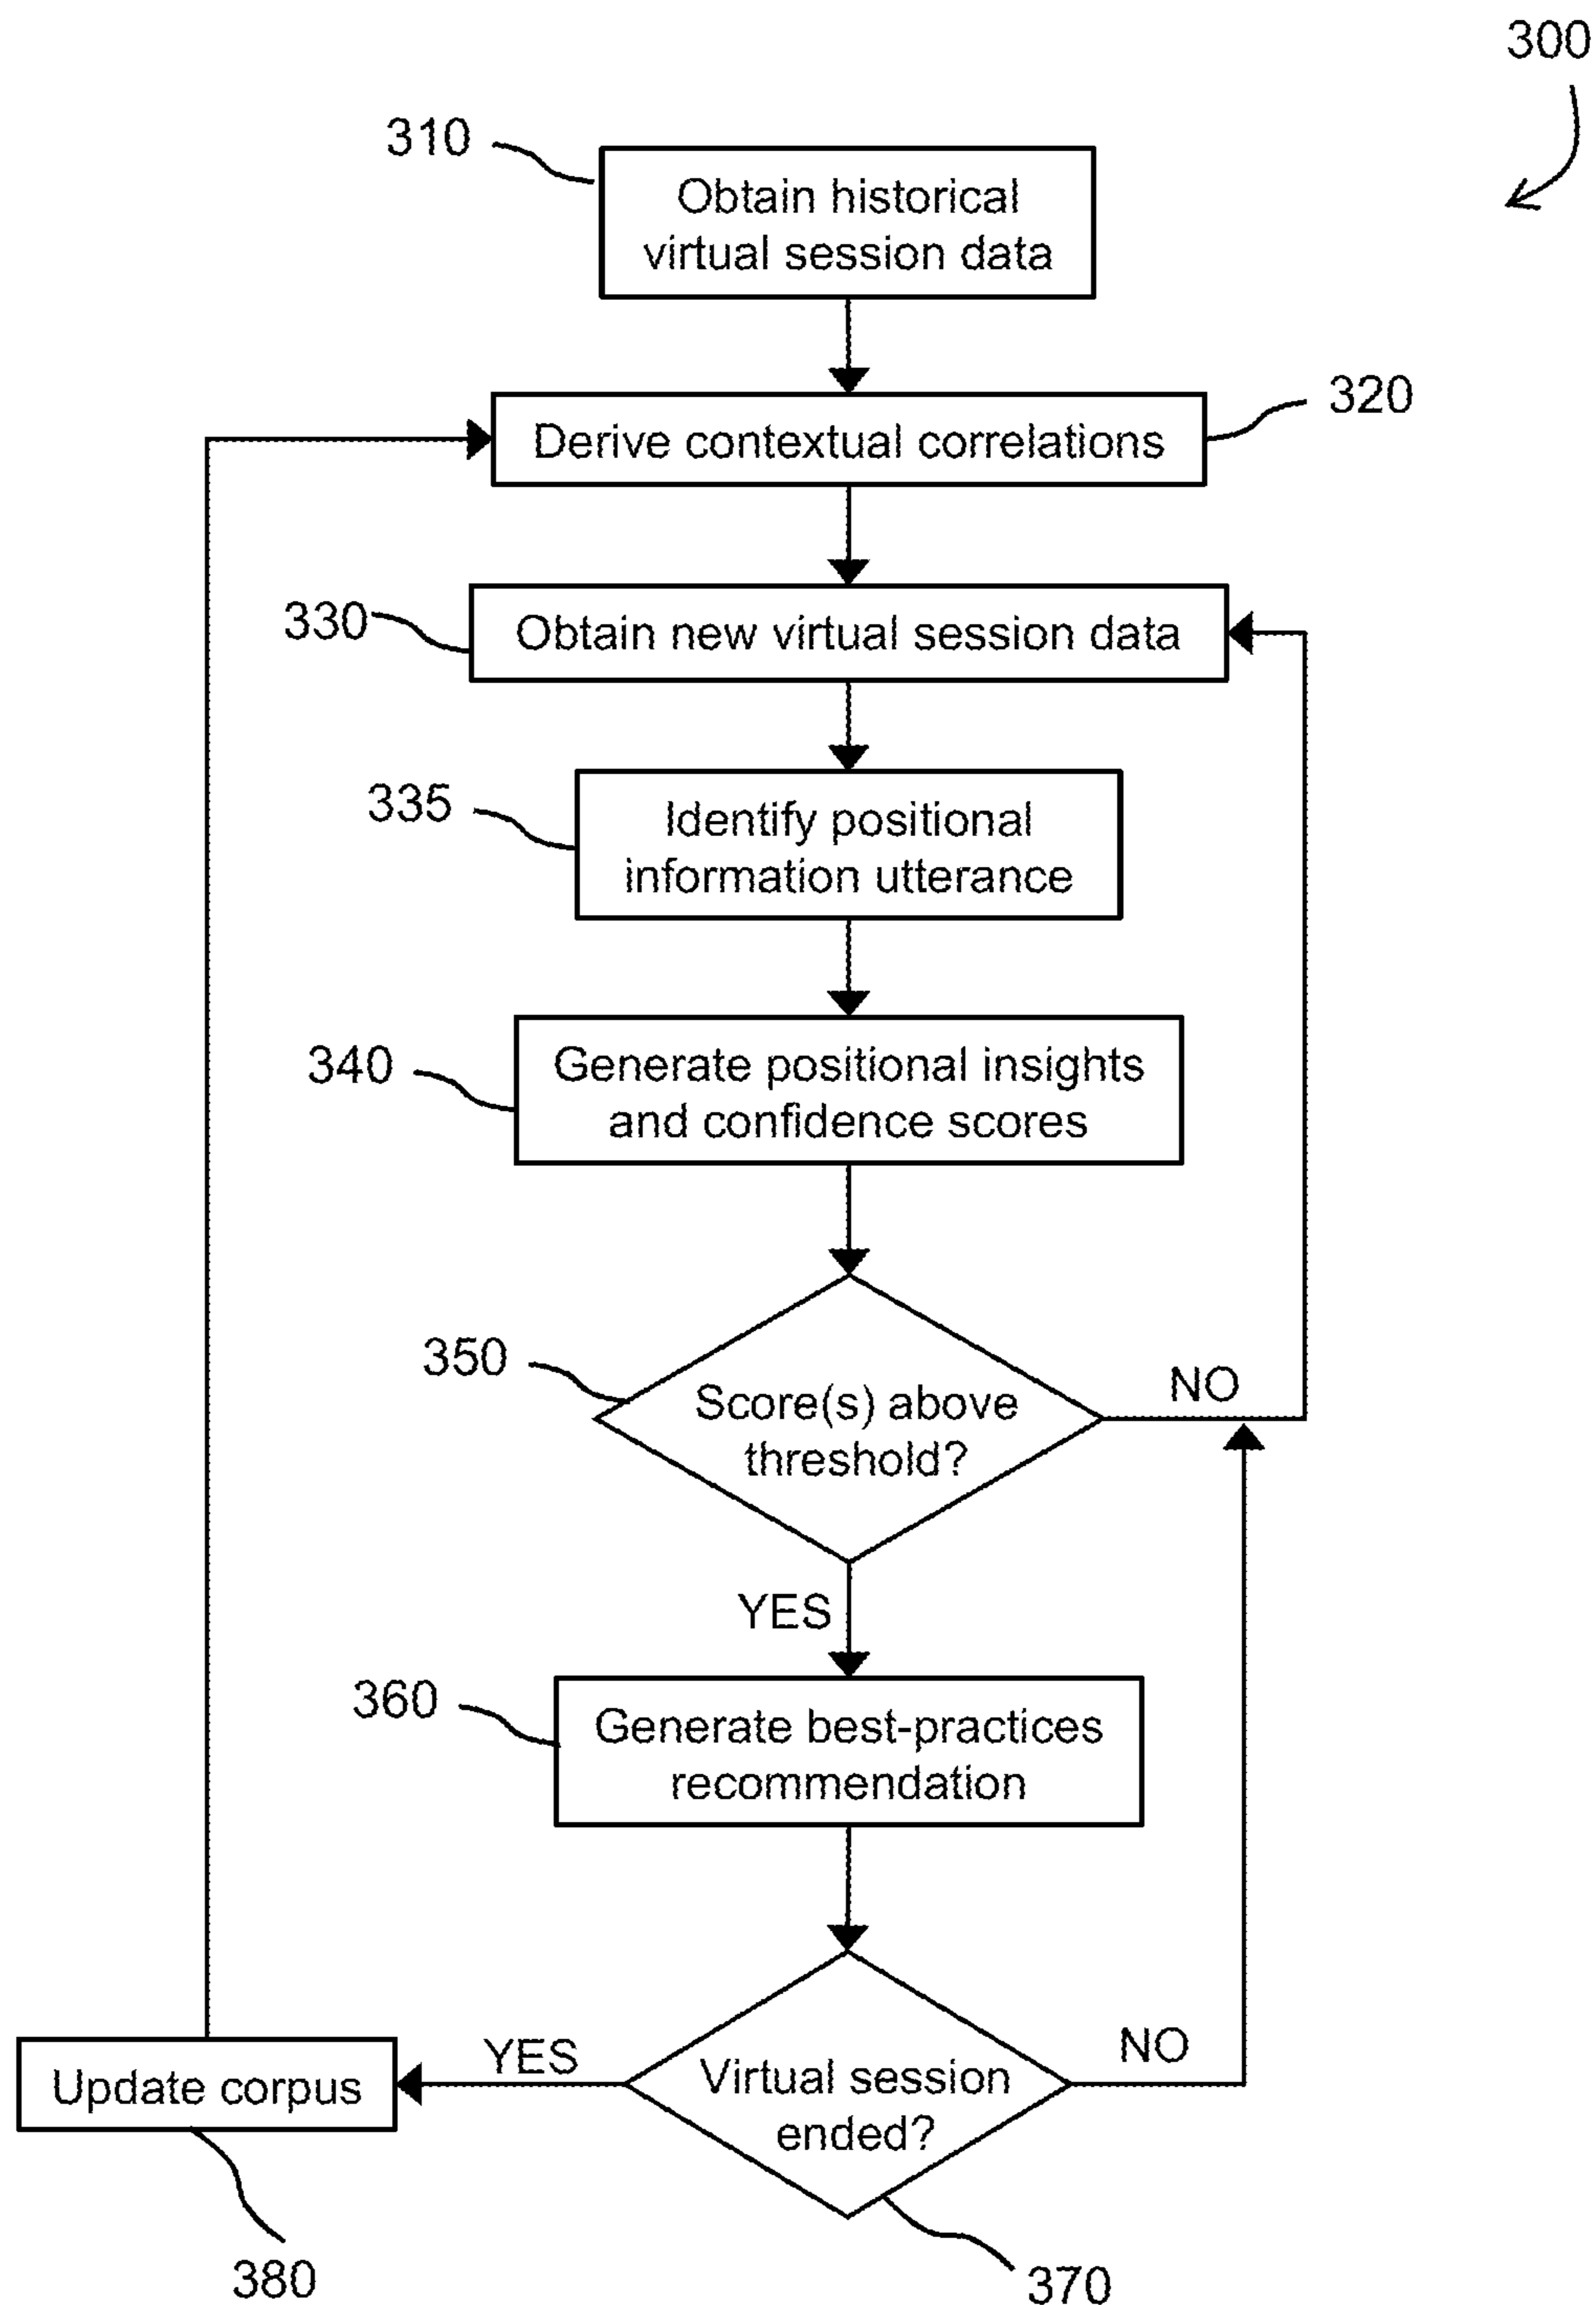 300
310
Obtain historical
virtual session data
320
Derive contextual correlations
330
Obtain new virtual session data
335
Identify positional
information utterance
340
Generate positional insights
and confidence scores
350
Score(s) above
threshold?
NO
YES
360
Generate best-practices
recommendation
Update corpus
YES
Virtual session
ended?
NO
380
370